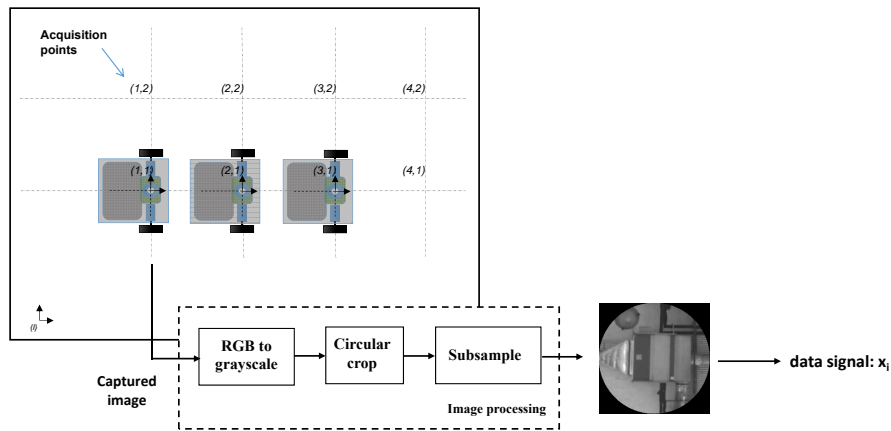 Acquisition
points
(1,2)
(2,2)
(3,2)
(4,2)
(1,1)
(2,1)
(3,1)
(4,1)
(I)
RGB to
grayscale
Circular
crop
Subsample
Captured
image
Image processing
data signal: xᵢ